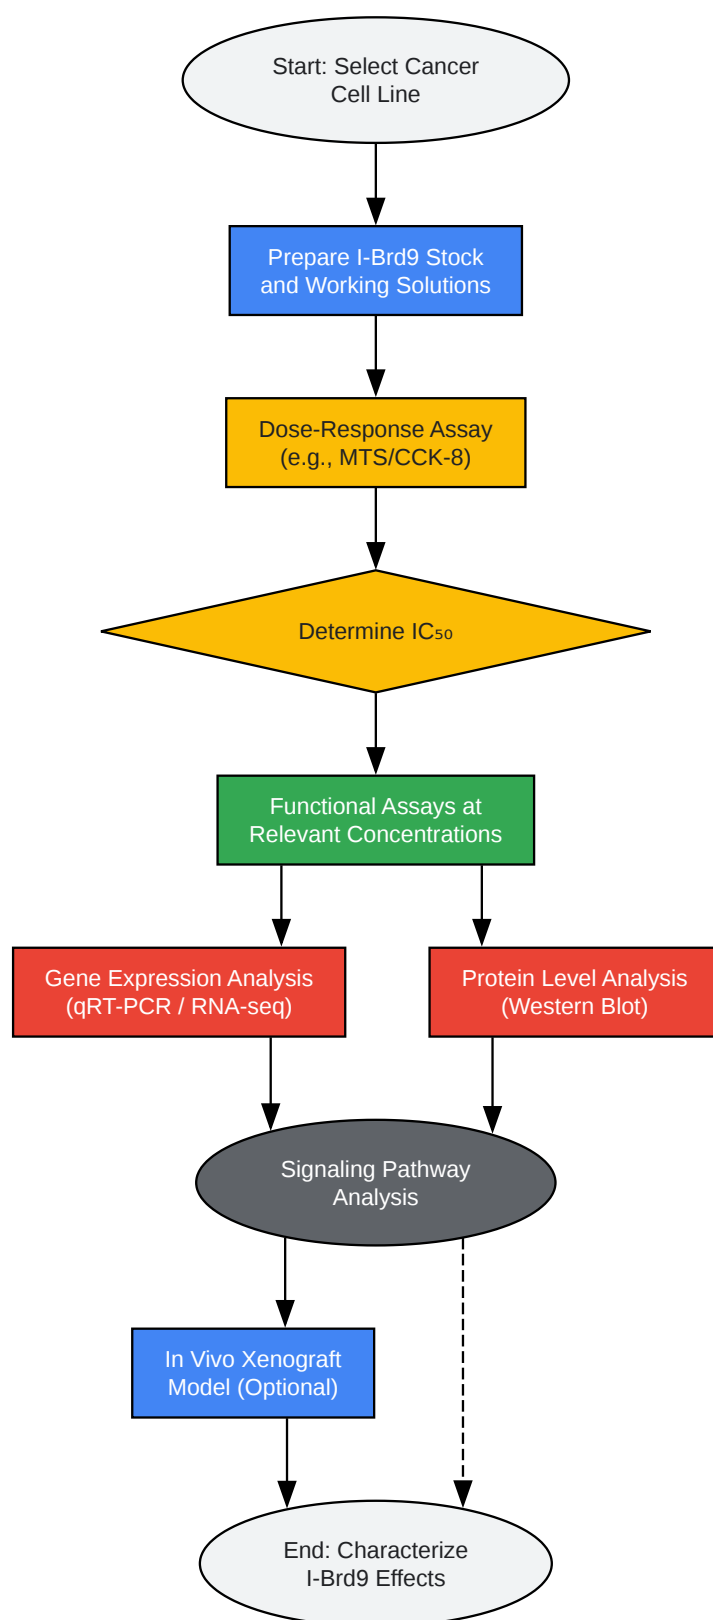 Start: Select Cancer
Cell Line
Prepare I-Brd9 Stock
and Working Solutions
Dose-Response Assay
(e.g., MTS/CCK-8)
Determine IC₅₀
Functional Assays at
Relevant Concentrations
Gene Expression Analysis
(qRT-PCR / RNA-seq)
Protein Level Analysis
(Western Blot)
Signaling Pathway
Analysis
In Vivo Xenograft
Model (Optional)
End: Characterize
I-Brd9 Effects